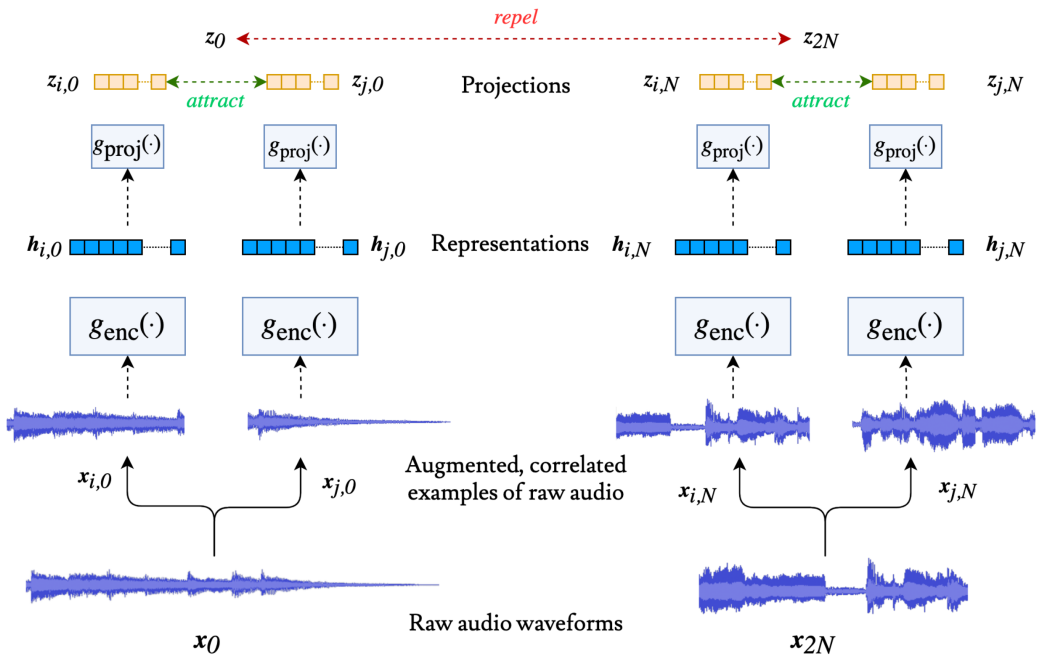 repel
z0 z2N
zi,0 zj,0 Projections zi,N zj,N
attract attract
gproj(·) gproj(·) gproj(·) gproj(·)
hi,0 hj,0 Representations hi,N hj,N
genc(·) genc(·) genc(·) genc(·)
xi,0 xj,0 Augmented, correlated xi,N xj,N
examples of raw audio
Raw audio waveforms
x0 x2N